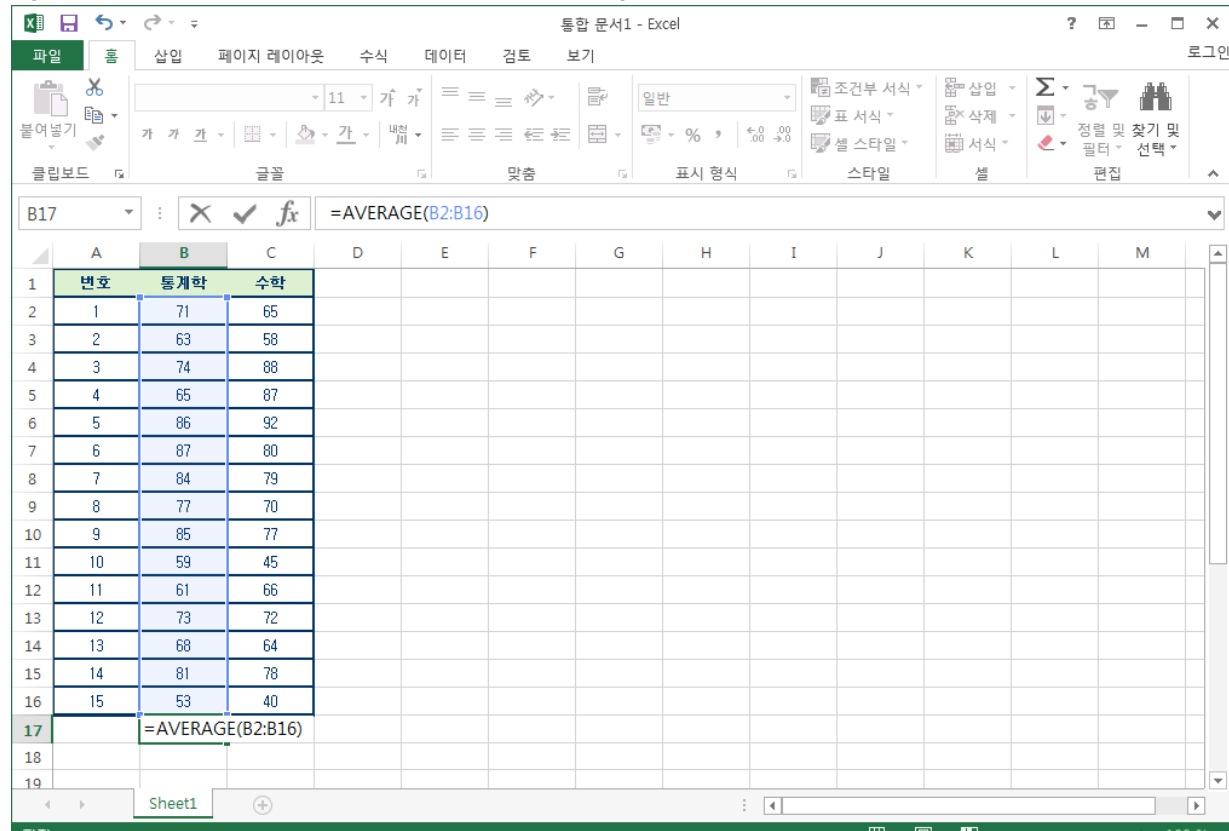 통합 문서1 - Excel
파일 홈 삽입 페이지 레이아웃 수식 데이터 검토 보기 로그인
붙여넣기 11 가 가 일반 조건부 서식 삽입
표 서식 삭제
가 가 가 가 내천 % , 셀 스타일 서식 정렬 및 필터 찾기 및 선택
클립보드 글꼴 맞춤 표시 형식 스타일 셀 편집
B17 fx =AVERAGE(B2:B16)
A B C D E F G H I J K L M
1 번호 통계학 수학
2 1 71 65
3 2 63 58
4 3 74 88
5 4 65 87
6 5 86 92
7 6 87 80
8 7 84 79
9 8 77 70
10 9 85 77
11 10 59 45
12 11 61 66
13 12 73 72
14 13 68 64
15 14 81 78
16 15 53 40
17 =AVERAGE(B2:B16)
18
19
Sheet1